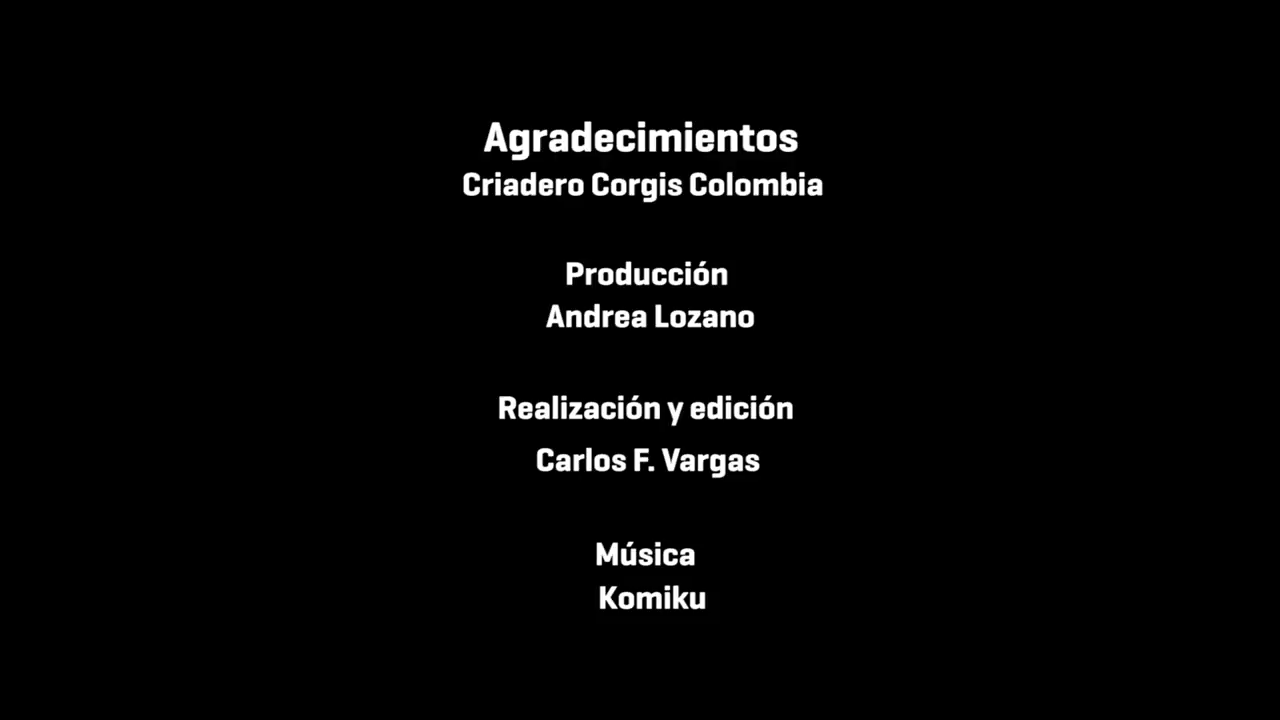 Agradecimientos
Criadero Corgis Colombia
Producción
Andrea Lozano
Realización y edición
Carlos F. Vargas
Música
Komiku